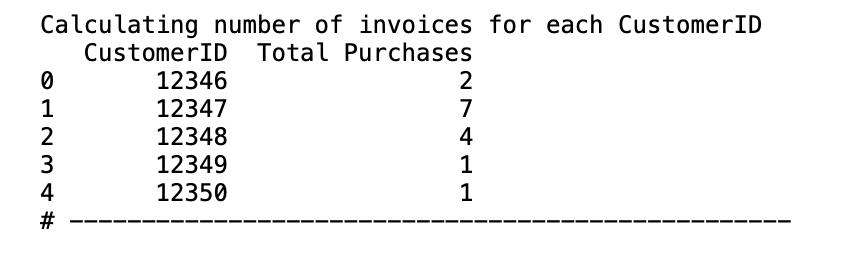 Calculating number of invoices for each CustomerID
   CustomerID  Total Purchases
0       12346                2
1       12347                7
2       12348                4
3       12349                1
4       12350                1
# --------------------------------------------------